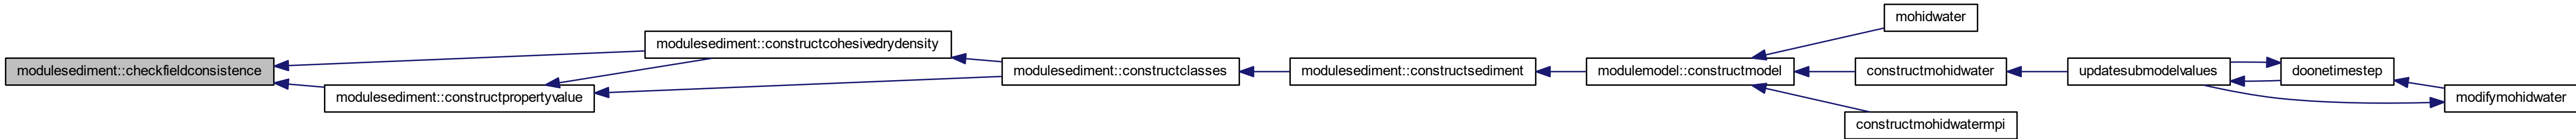 modulesediment::checkfieldconsistence
modulesediment::constructcohesivedrydensity
modulesediment::constructpropertyvalue
modulesediment::constructclasses
modulesediment::constructsediment
modulemodel::constructmodel
mohidwater
constructmohidwater
constructmohidwatermpi
updatesubmodelvalues
doonetimestep
modifymohidwater